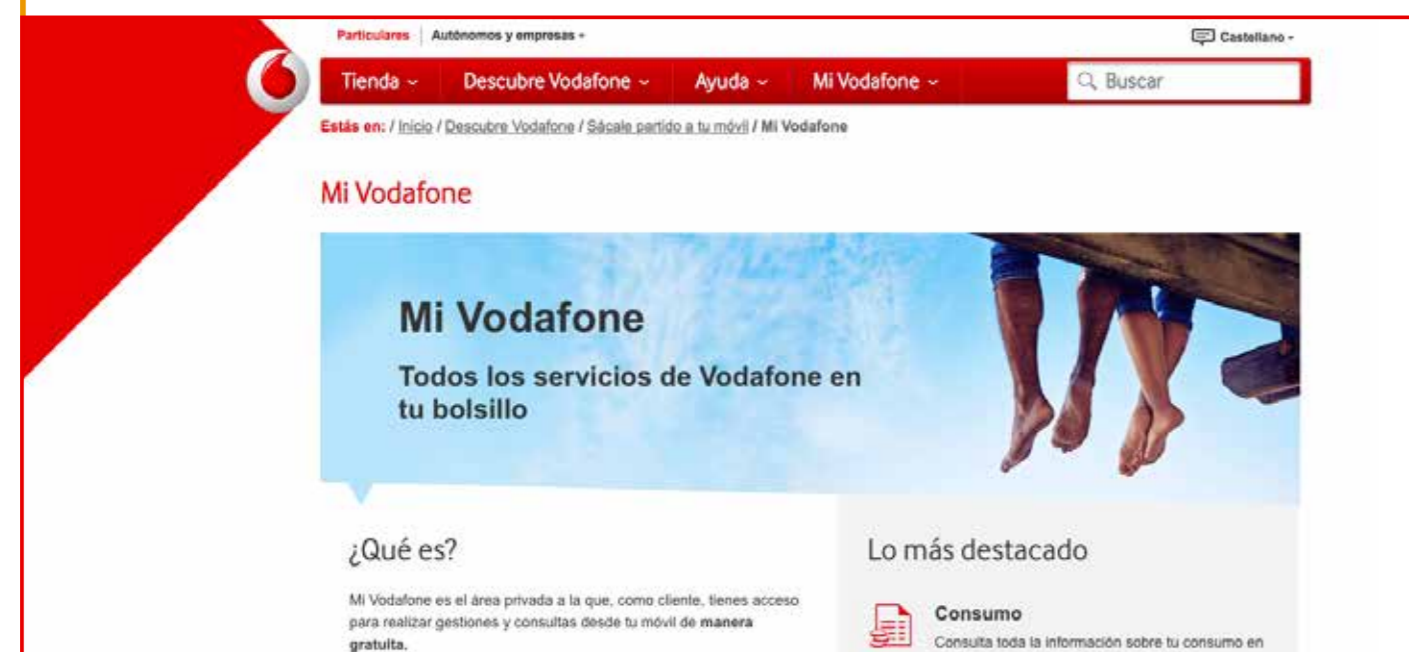 Particulares | Autónomos y empresas
Castellano
Tienda Descubre Vodafone Ayuda Mi Vodafone Buscar
Estás en: / Inicio / Descubre Vodafone / Sácale partido a tu móvil / Mi Vodafone
Mi Vodafone
Mi Vodafone
Todos los servicios de Vodafone en
tu bolsillo
¿Qué es?
Mi Vodafone es el área privada a la que, como cliente, tienes acceso
para realizar gestiones y consultas desde tu móvil de manera
gratuita.
Lo más destacado
Consumo
Consulta toda la información sobre tu consumo en